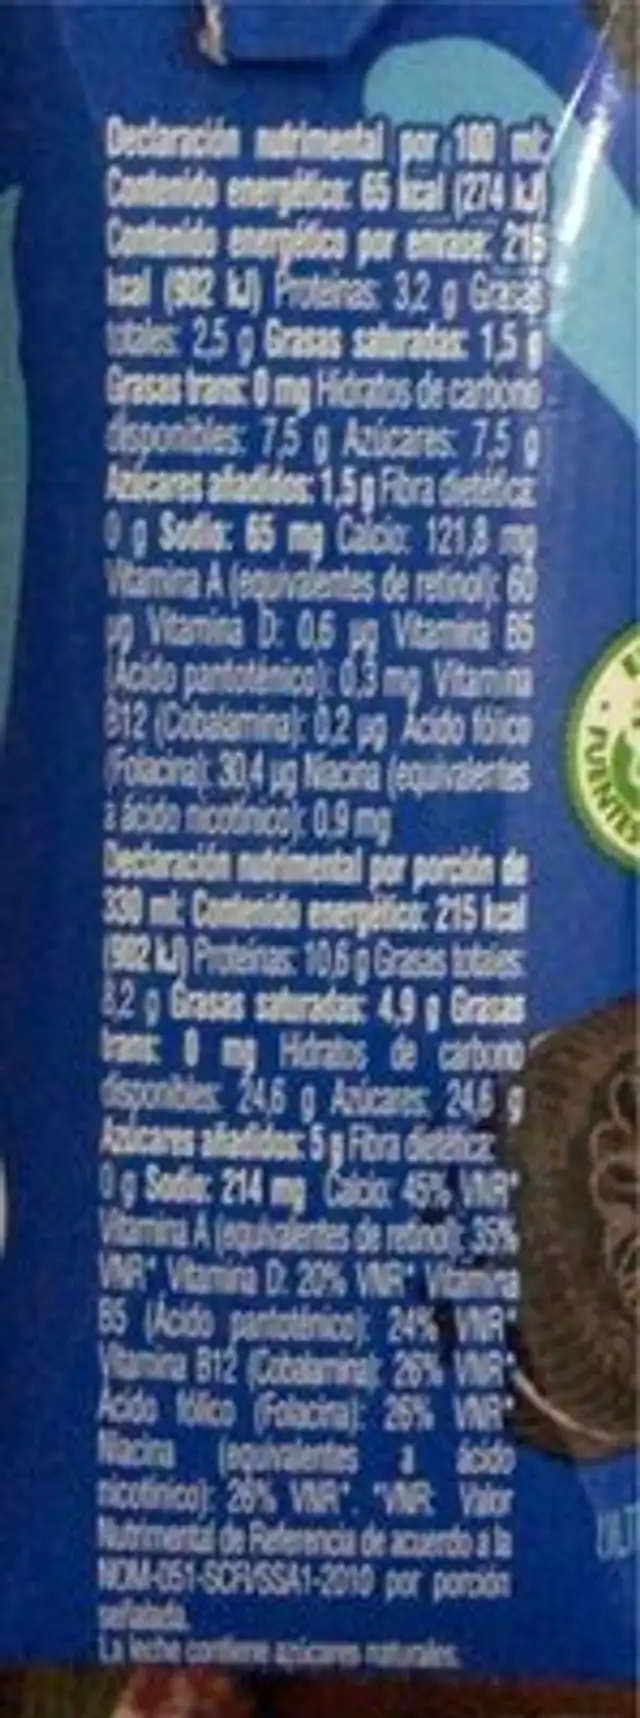 Declaración nutrimental por 100 ml:
Contenido energético: 65 kcal (274 kJ)
Contenido energético por envase: 215
kcal (902 kJ) Proteínas: 3,2 g Grasas
totales: 2,5 g Grasas saturadas: 1,5 g
Grasas trans: 0 mg Hidratos de carbono
disponibles: 7,5 g Azúcares: 7,5 g
Azúcares añadidos: 1,5 g Fibra dietética:
0 g Sodio: 65 mg Calcio: 121,8 mg
Vitamina A (equivalentes de retinol): 60
µg Vitamina D: 0,6 µg Vitamina B5
(Ácido pantoténico): 0,3 mg Vitamina
B12 (Cobalamina): 0,2 µg Ácido fólico
(Folacina): 30,4 µg Niacina (equivalentes
a ácido nicotínico): 0,9 mg
Declaración nutrimental por porción de
330 ml: Contenido energético: 215 kcal
(902 kJ) Proteínas: 10,6 g Grasas totales:
8,2 g Grasas saturadas: 4,9 g Grasas
trans: 0 mg Hidratos de carbono
disponibles: 24,6 g Azúcares: 24,6 g
Azúcares añadidos: 5 g Fibra dietética:
0 g Sodio: 214 mg Calcio: 45% VNR*
Vitamina A (equivalentes de retinol): 35%
VNR* Vitamina D: 20% VNR* Vitamina
B5 (Ácido pantoténico): 24% VNR*
Vitamina B12 (Cobalamina): 26% VNR*
Ácido fólico (Folacina): 26% VNR*
Niacina (equivalentes a ácido
nicotínico): 26% VNR*. *VNR: Valor
Nutrimental de Referencia de acuerdo a la
NOM-051-SCFI/SSA1-2010 por porción
señalada.
La leche contiene azúcares naturales.
FUENTES